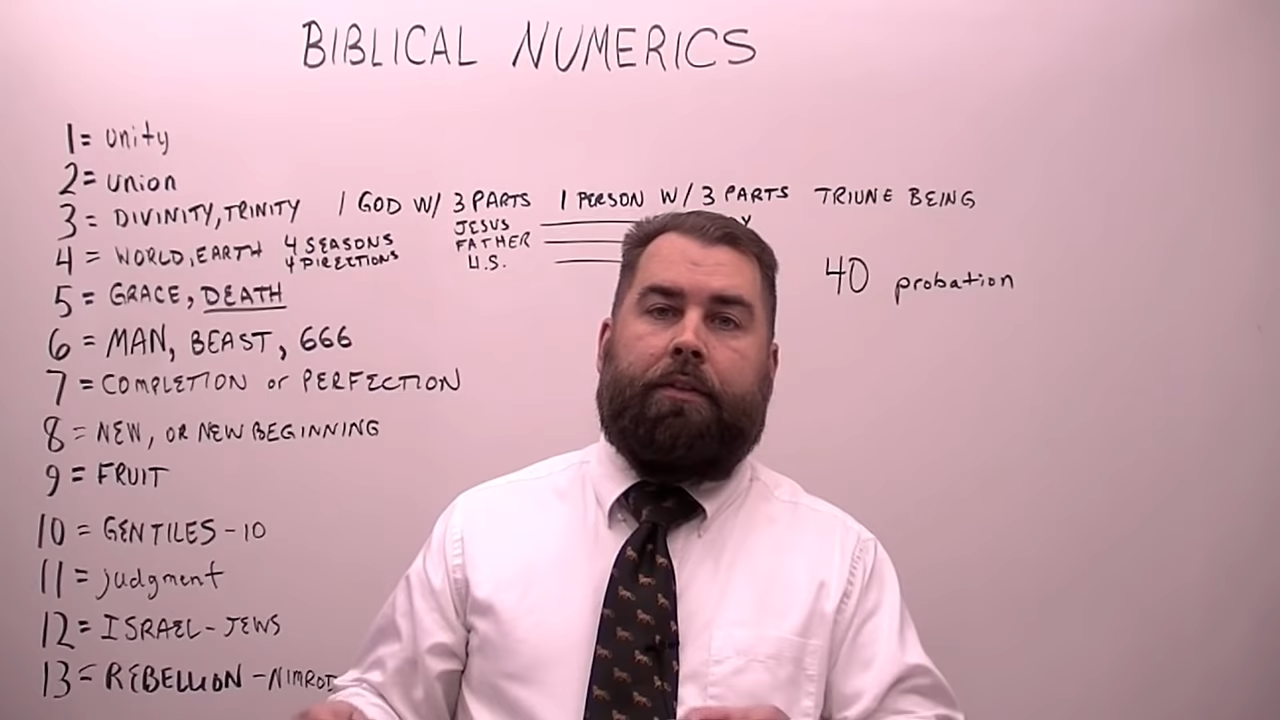 BIBLICAL NUMERICS
1 = unity
2 = union
3 = DIVINITY, TRINITY 1 GOD W/ 3 PARTS 1 PERSON W/ 3 PARTS TRIUNE BEING
JESUS
FATHER
4 = WORLD, EARTH 4 SEASONS
4 DIRECTIONS
40 probation
5 = GRACE, DEATH
6 = MAN, BEAST, 666
7 = COMPLETION or PERFECTION
8 = NEW, OR NEW BEGINNING
9 = FRUIT
10 = GENTILES - 10
11 = judgment
12 = ISRAEL - JEWS
13 = REBELLION -